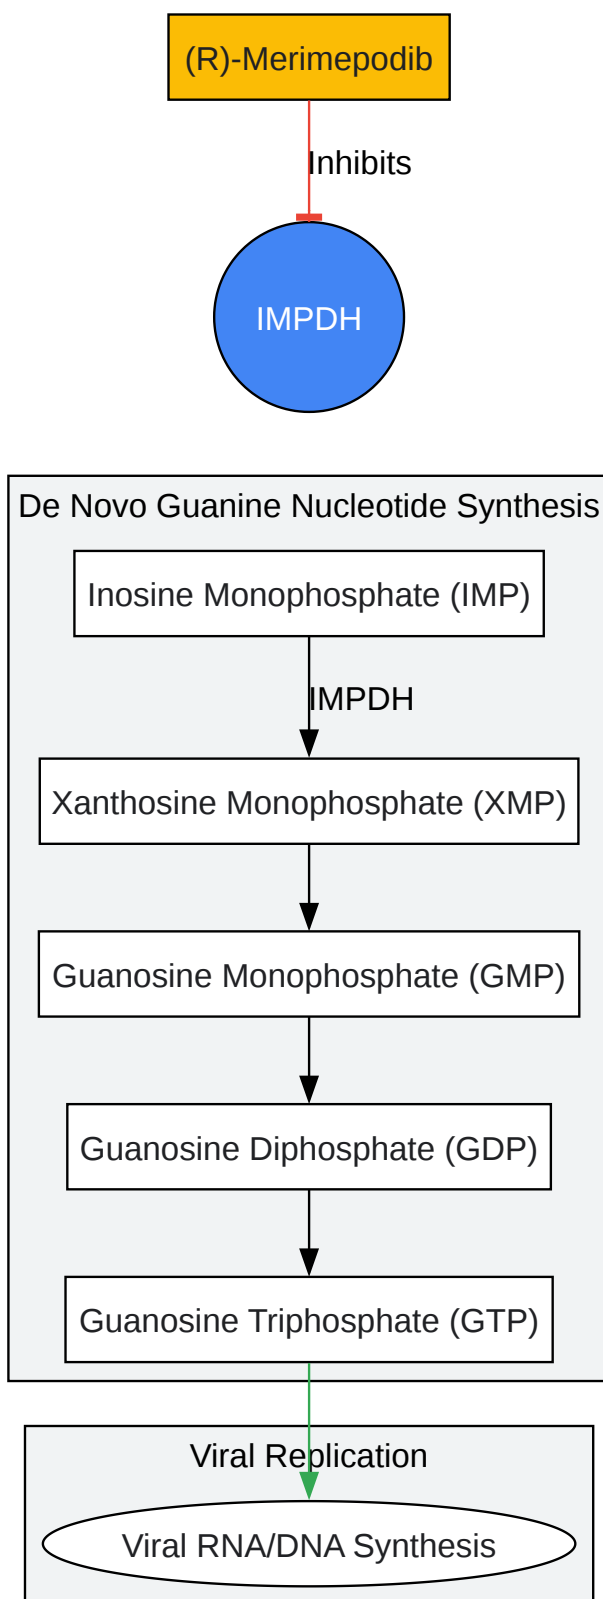 (R)-Merimepodib
Inhibits
IMPDH
De Novo Guanine Nucleotide Synthesis
Inosine Monophosphate (IMP)
IMPDH
Xanthosine Monophosphate (XMP)
Guanosine Monophosphate (GMP)
Guanosine Diphosphate (GDP)
Guanosine Triphosphate (GTP)
Viral Replication
Viral RNA/DNA Synthesis